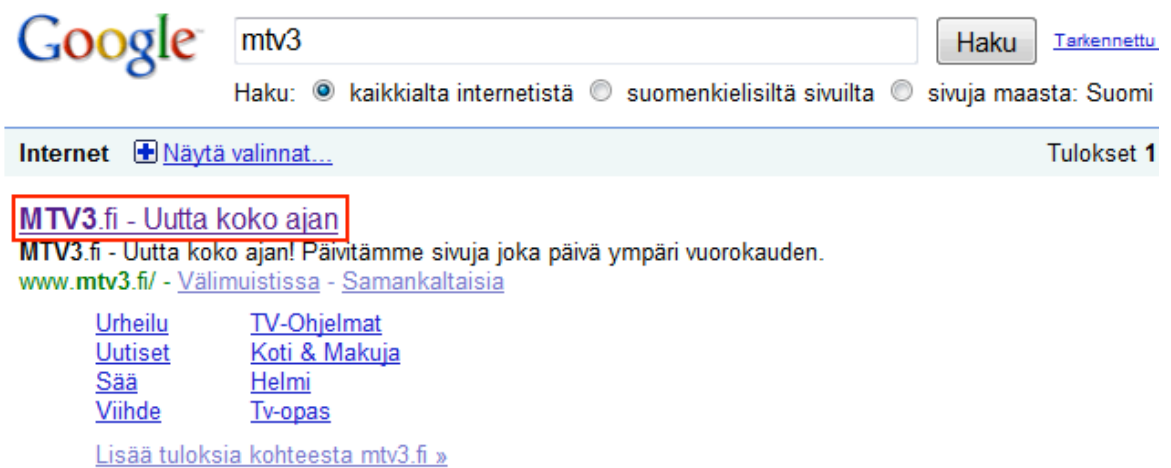 Google mtv3 Haku Tarkennettu
Haku: kaikkialta internetistä suomenkielisiltä sivuilta sivuja maasta: Suomi
Internet Näytä valinnat... Tulokset 1
MTV3.fi - Uutta koko ajan
MTV3.fi - Uutta koko ajan! Päivitämme sivuja joka päivä ympäri vuorokauden.
www.mtv3.fi/ - Välimuistissa - Samankaltaisia
Urheilu TV-Ohjelmat
Uutiset Koti & Makuja
Sää Helmi
Viihde Tv-opas
Lisää tuloksia kohteesta mtv3.fi »